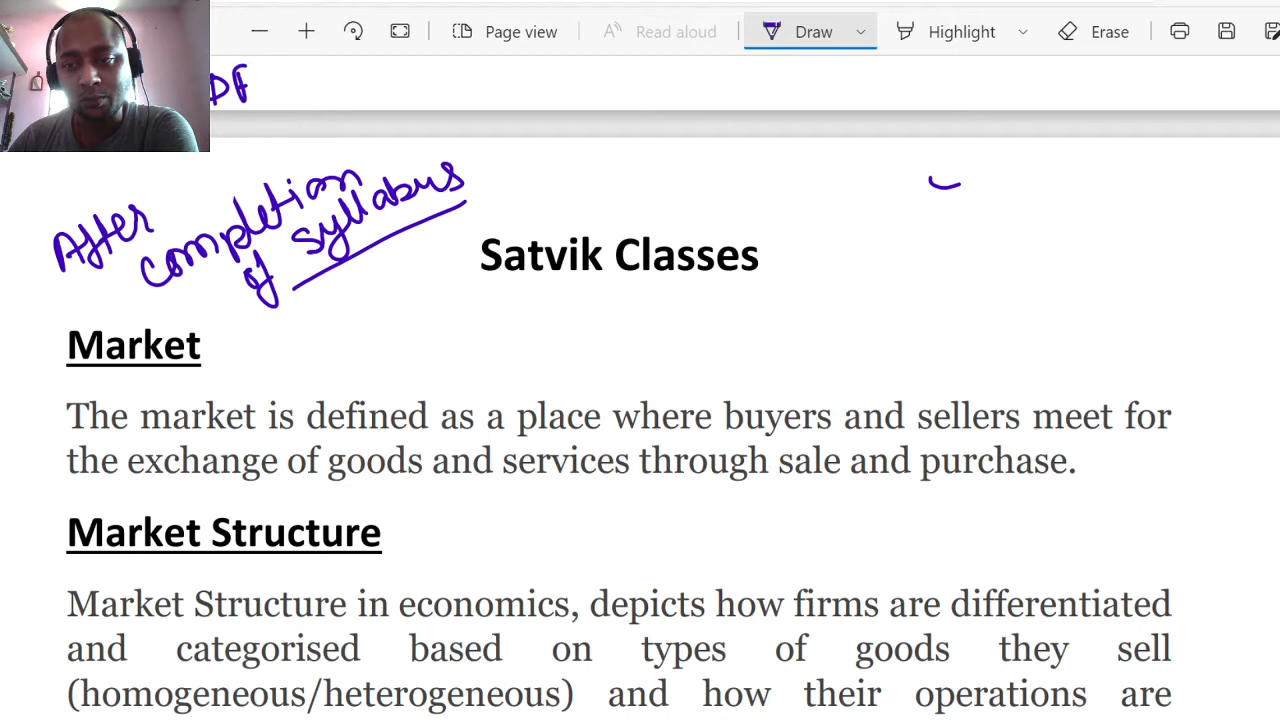 Page view
Read aloud
Draw
Highlight
Erase
DF
After
completion
of syllabus
Satvik Classes
Market
The market is defined as a place where buyers and sellers meet for
the exchange of goods and services through sale and purchase.
Market Structure
Market Structure in economics, depicts how firms are differentiated
and categorised based on types of goods they sell
(homogeneous/heterogeneous) and how their operations are